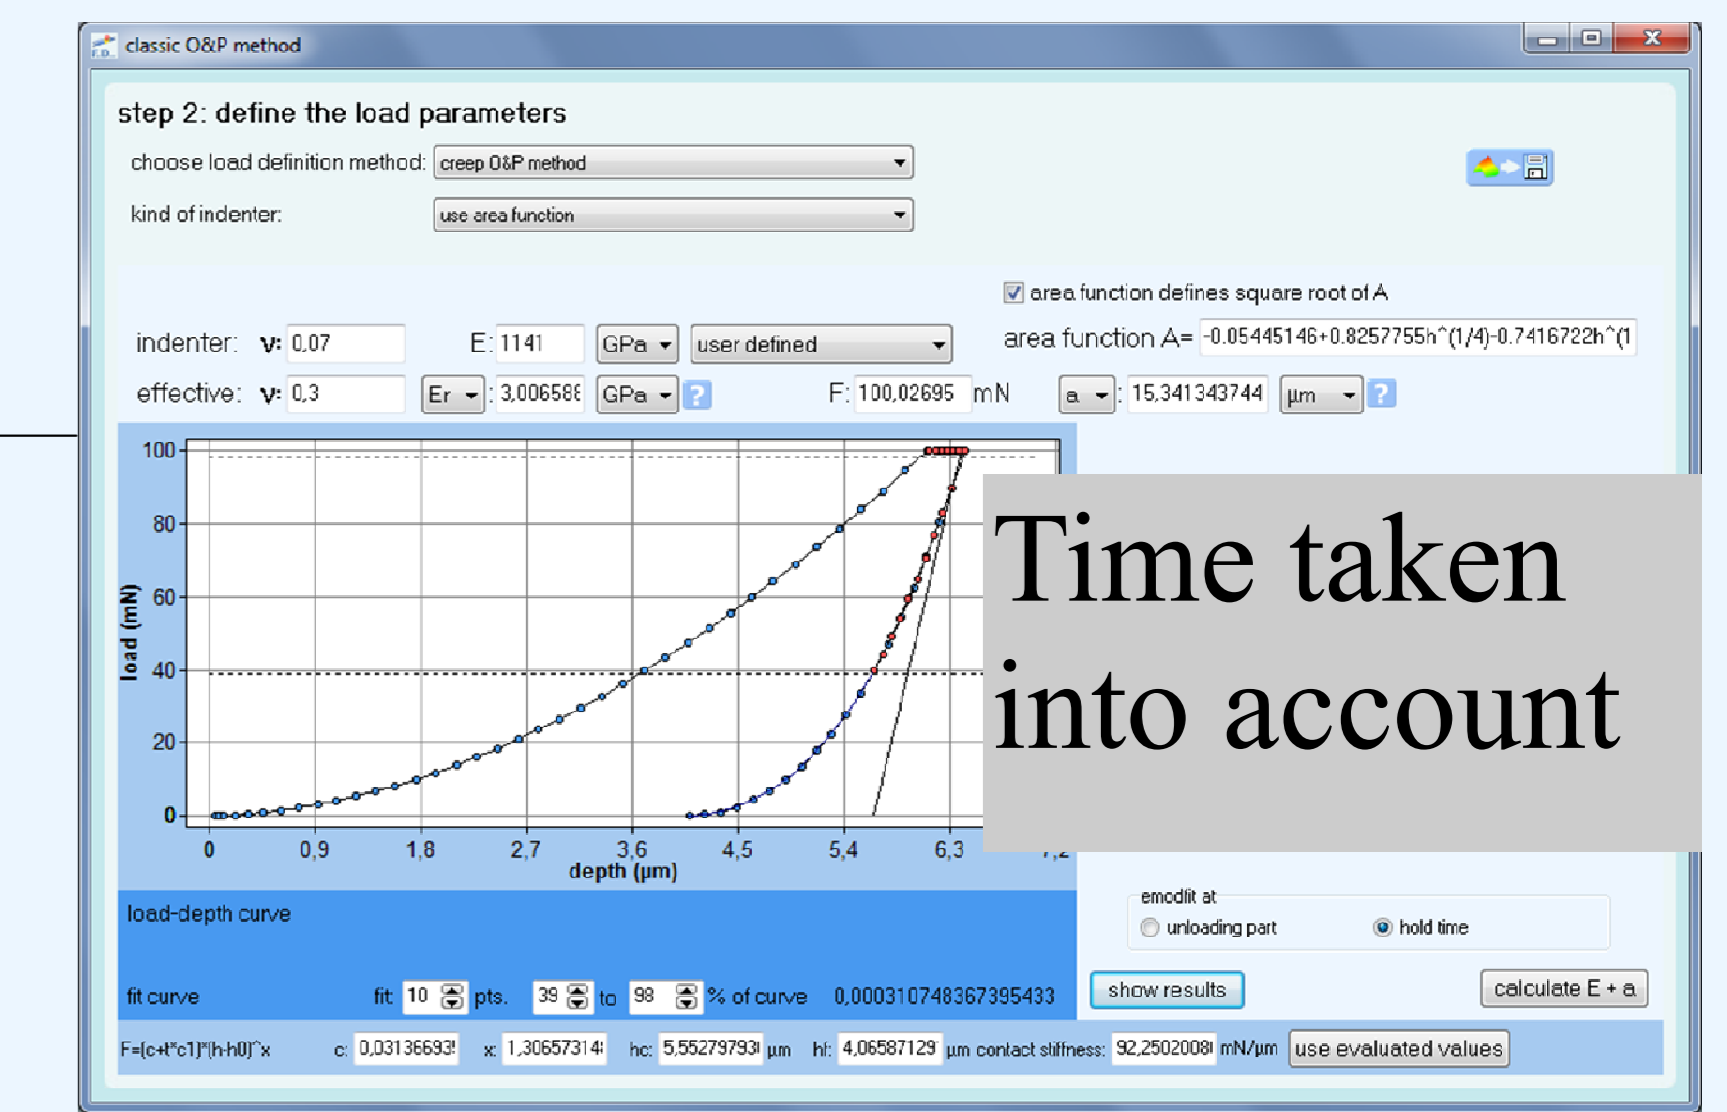 classic O&P method
step 2: define the load parameters
choose load definition method: creep O&P method
kind of indenter: use area function
area function defines square root of A
indenter: ν: 0,07 E: 1141 GPa user defined area function A= -0.05445146+0.8257755h^(1/4)-0.7416722h^(1
effective: ν: 0,3 Er : 3,006588 GPa ? F: 100,02695 mN a : 15,341343744 µm ?
100
80
60
40
20
0
load (mN)
0 0,9 1,8 2,7 3,6 4,5 5,4 6,3
depth (µm)
Time taken
into account
load-depth curve
emodfit at
unloading part hold time
fit curve fit: 10 pts. 39 to 98 % of curve 0,000310748367395433
show results calculate E + a
F=(c+t*c1)*(h-h0)^x c: 0,03136693 x: 1,30657314 hc: 5,55279793 µm hf: 4,06587129 µm contact stiffness: 92,2502008 mN/µm use evaluated values